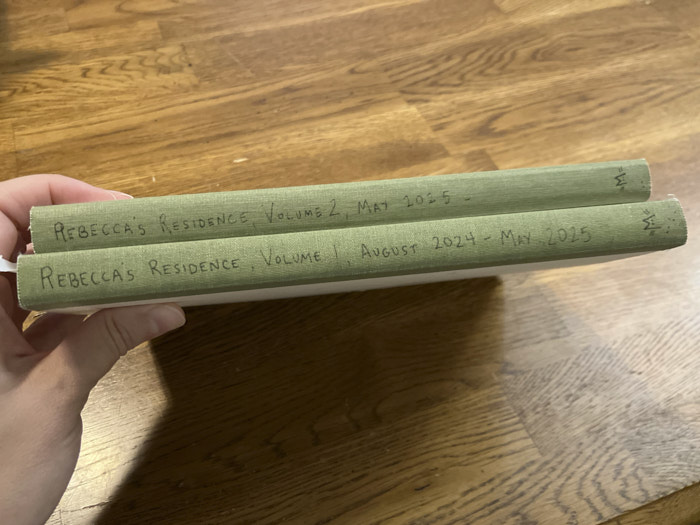 REBECCA'S RESIDENCE, VOLUME 2, MAY 2025 -
REBECCA'S RESIDENCE, VOLUME 1, AUGUST 2024 - MAY 2025